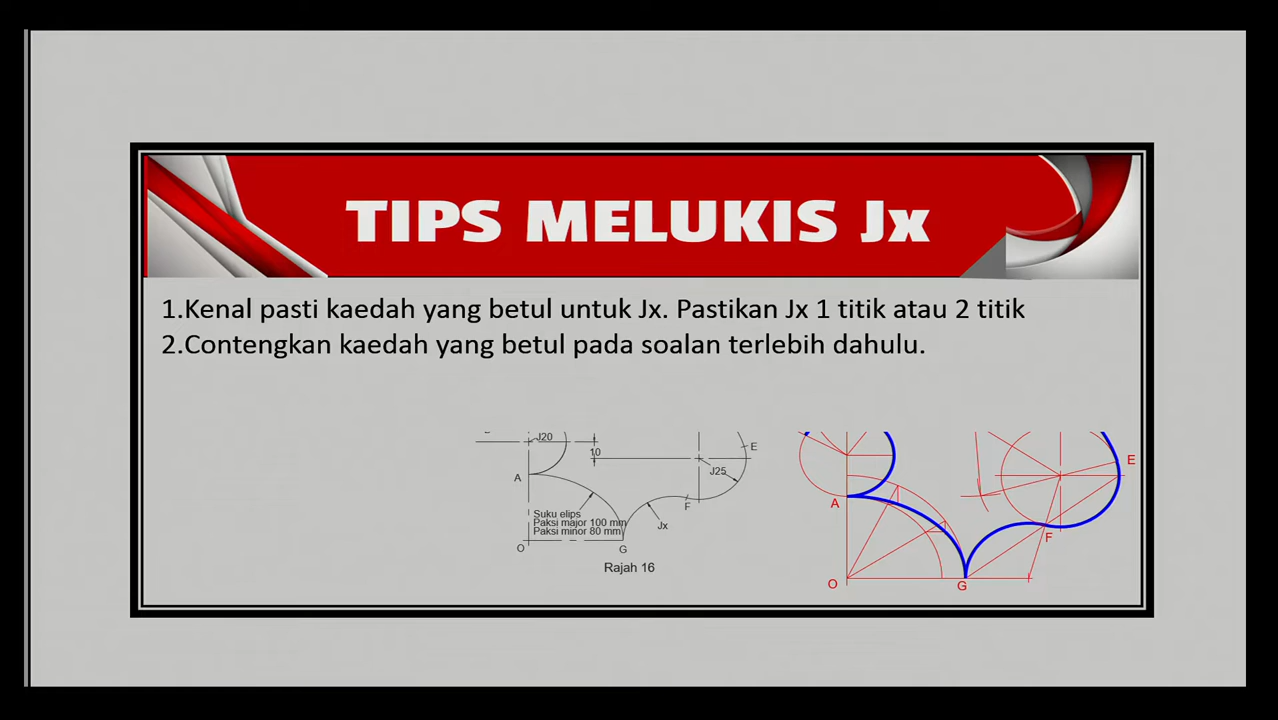 TIPS MELUKIS Jx
1.Kenal pasti kaedah yang betul untuk Jx. Pastikan Jx 1 titik atau 2 titik
2.Contengkan kaedah yang betul pada soalan terlebih dahulu.
J20
10
E
J25
A
F
Suku elips
Paksi major 100 mm
Paksi minor 80 mm
Jx
O
G
Rajah 16
E
A
F
O
G